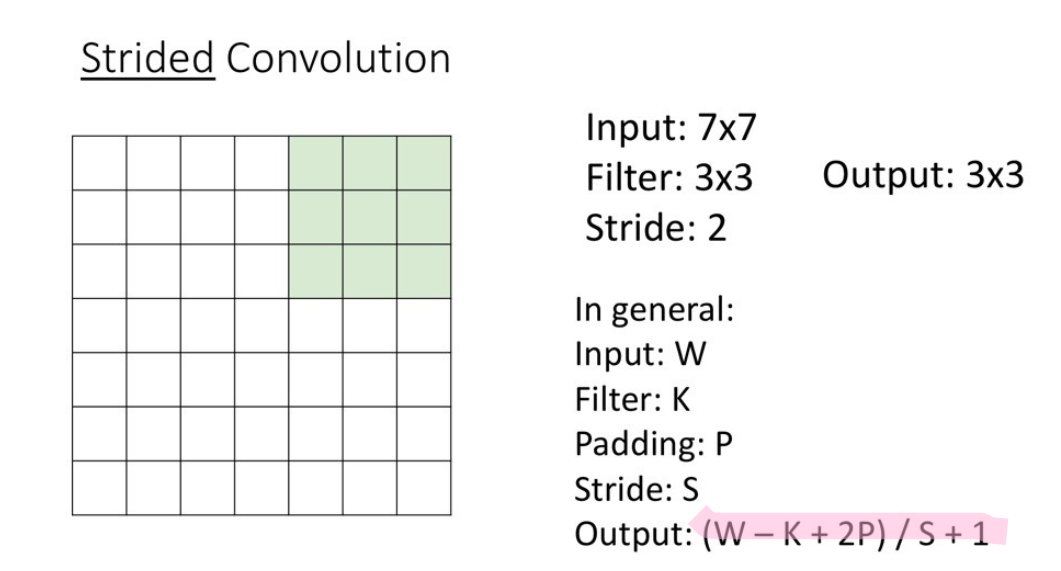 Strided Convolution
Input: 7x7
Filter: 3x3
Stride: 2
Output: 3x3
In general:
Input: W
Filter: K
Padding: P
Stride: S
Output: (W – K + 2P) / S + 1